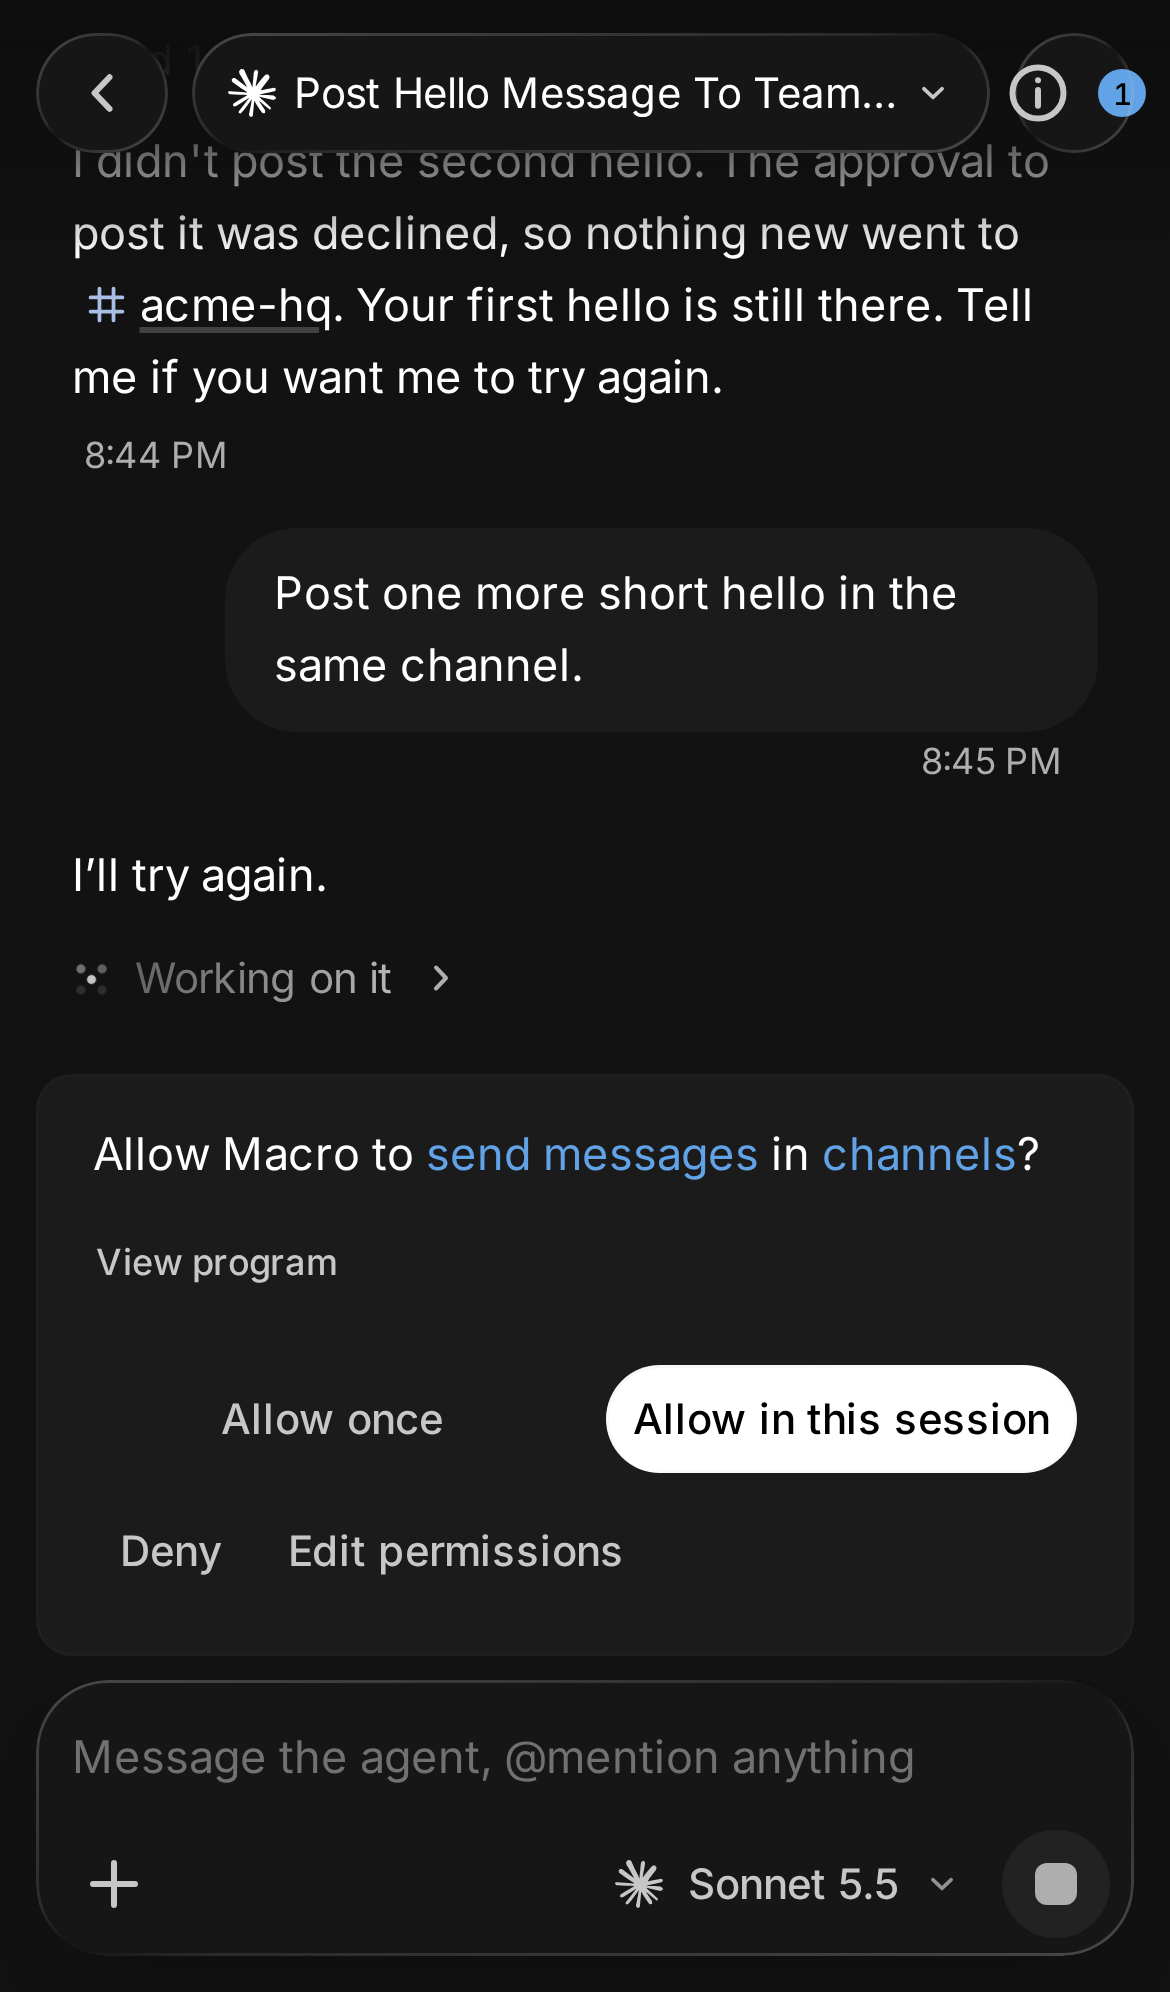 Post Hello Message To Team...
1
I didn't post the second hello. The approval to
post it was declined, so nothing new went to
# acme-hq. Your first hello is still there. Tell
me if you want me to try again.
8:44 PM
Post one more short hello in the
same channel.
8:45 PM
I’ll try again.
Working on it
Allow Macro to send messages in channels?
View program
Allow once
Allow in this session
Deny
Edit permissions
Message the agent, @mention anything
Sonnet 5.5